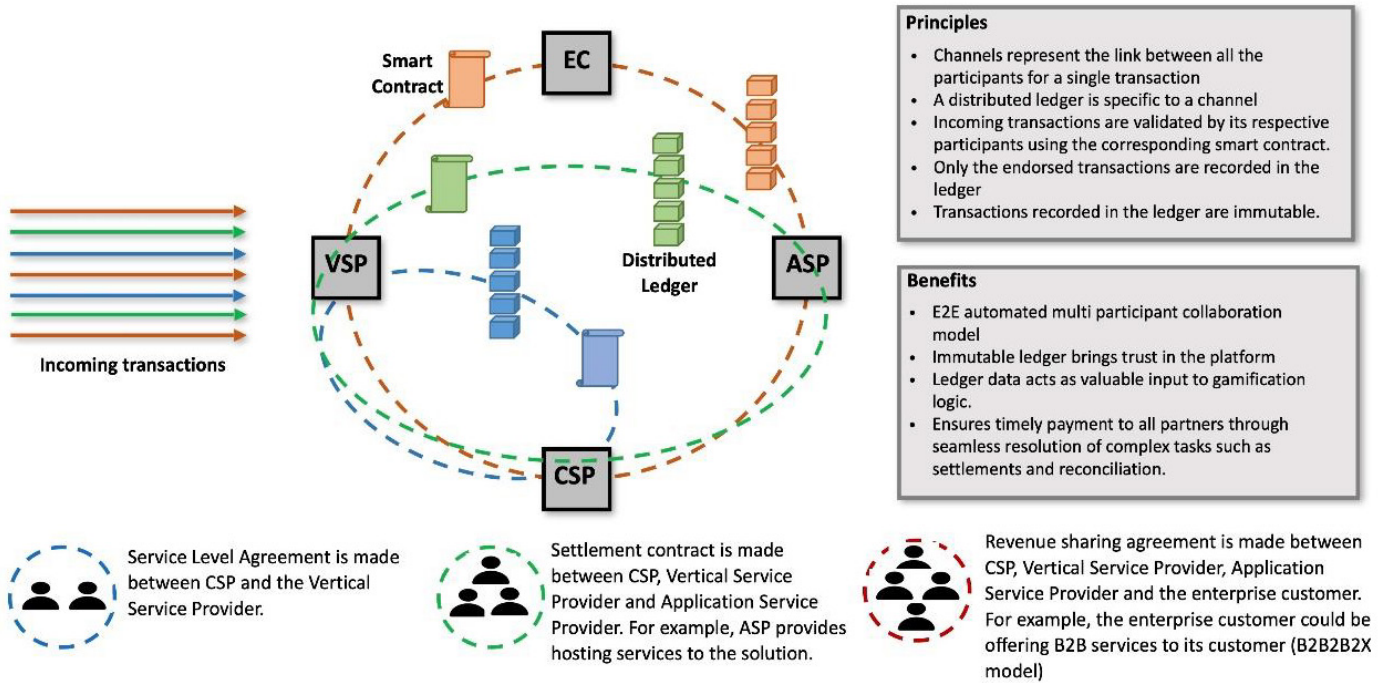 Smart
Contract
EC
VSP
ASP
CSP
Distributed
Ledger
Incoming transactions
Principles
• Channels represent the link between all the
participants for a single transaction
• A distributed ledger is specific to a channel
• Incoming transactions are validated by its respective
participants using the corresponding smart contract.
• Only the endorsed transactions are recorded in the
ledger
• Transactions recorded in the ledger are immutable.
Benefits
• E2E automated multi participant collaboration
model
• Immutable ledger brings trust in the platform
• Ledger data acts as valuable input to gamification
logic.
• Ensures timely payment to all partners through
seamless resolution of complex tasks such as
settlements and reconciliation.
Service Level Agreement is made
between CSP and the Vertical
Service Provider.
Settlement contract is made
between CSP, Vertical Service
Provider and Application Service
Provider. For example, ASP provides
hosting services to the solution.
Revenue sharing agreement is made between
CSP, Vertical Service Provider, Application
Service Provider and the enterprise customer.
For example, the enterprise customer could be
offering B2B services to its customer (B2B2B2X
model)